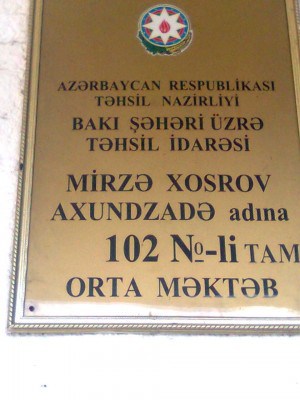 AZƏRBAYCAN RESPUBLİKASI
TƏHSİL NAZİRLİYİ
BAKI ŞƏHƏRİ ÜZRƏ
TƏHSİL İDARƏSİ
MİRZƏ XOSROV
AXUNDZADƏ adına
102 №-li TAM
ORTA MƏKTƏB